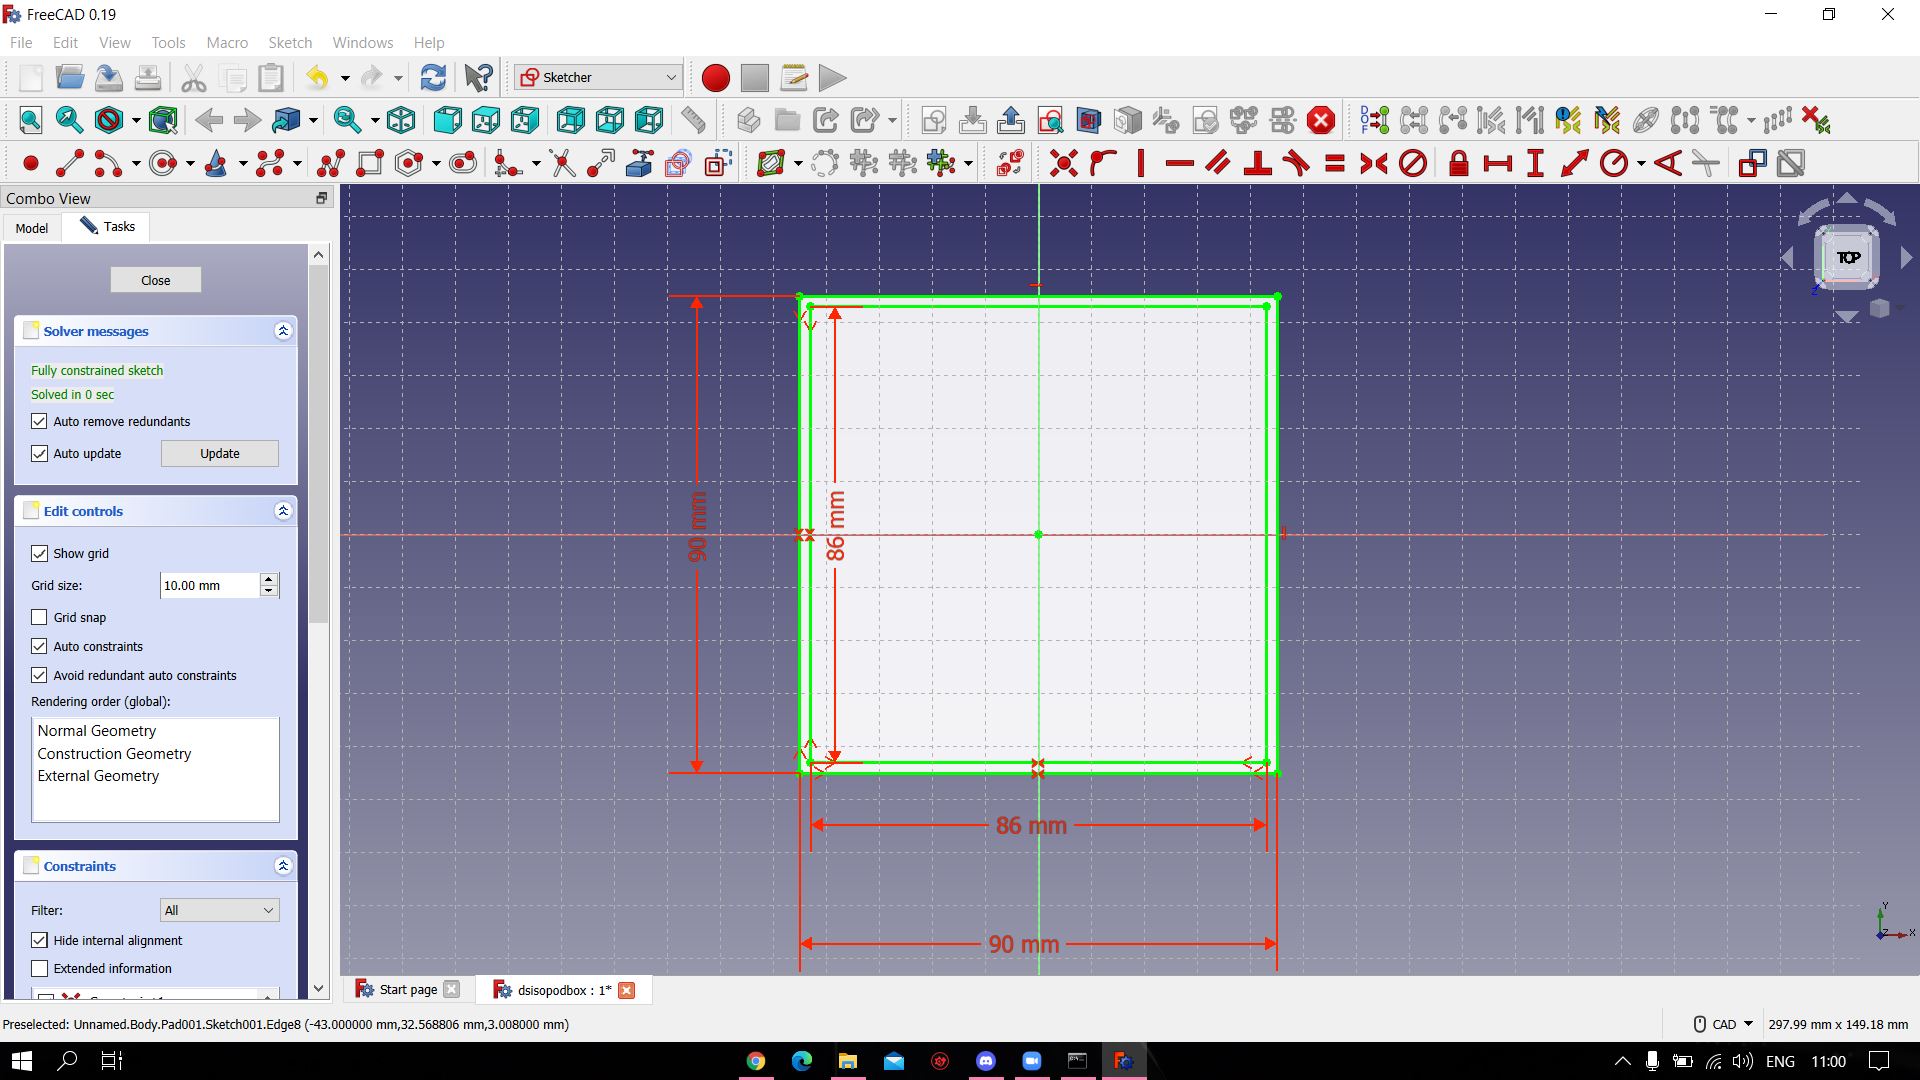 FreeCAD 0.19
File Edit View Tools Macro Sketch Windows Help
Sketcher
Combo View
Model Tasks
Close
Solver messages
Fully constrained sketch
Solved in 0 sec
Auto remove redundants
Auto update Update
Edit controls
Show grid
Grid size: 10.00 mm
Grid snap
Auto constraints
Avoid redundant auto constraints
Rendering order (global):
Normal Geometry
Construction Geometry
External Geometry
Constraints
Filter: All
Hide internal alignment
Extended information
TOP
Z
90 mm
86 mm
86 mm
90 mm
Y
Z X
Start page dsisopodbox : 1*
Preselected: Unnamed.Body.Pad001.Sketch001.Edge8 (-43.000000 mm,32.568806 mm,3.008000 mm)
CAD 297.99 mm x 149.18 mm
ENG 11:00